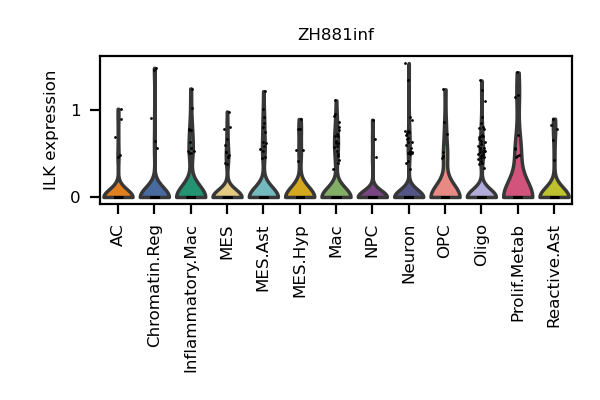 ZH881inf
ILK expression
1
0
AC
Chromatin.Reg
Inflammatory.Mac
MES
MES.Ast
MES.Hyp
Mac
NPC
Neuron
OPC
Oligo
Prolif.Metab
Reactive.Ast